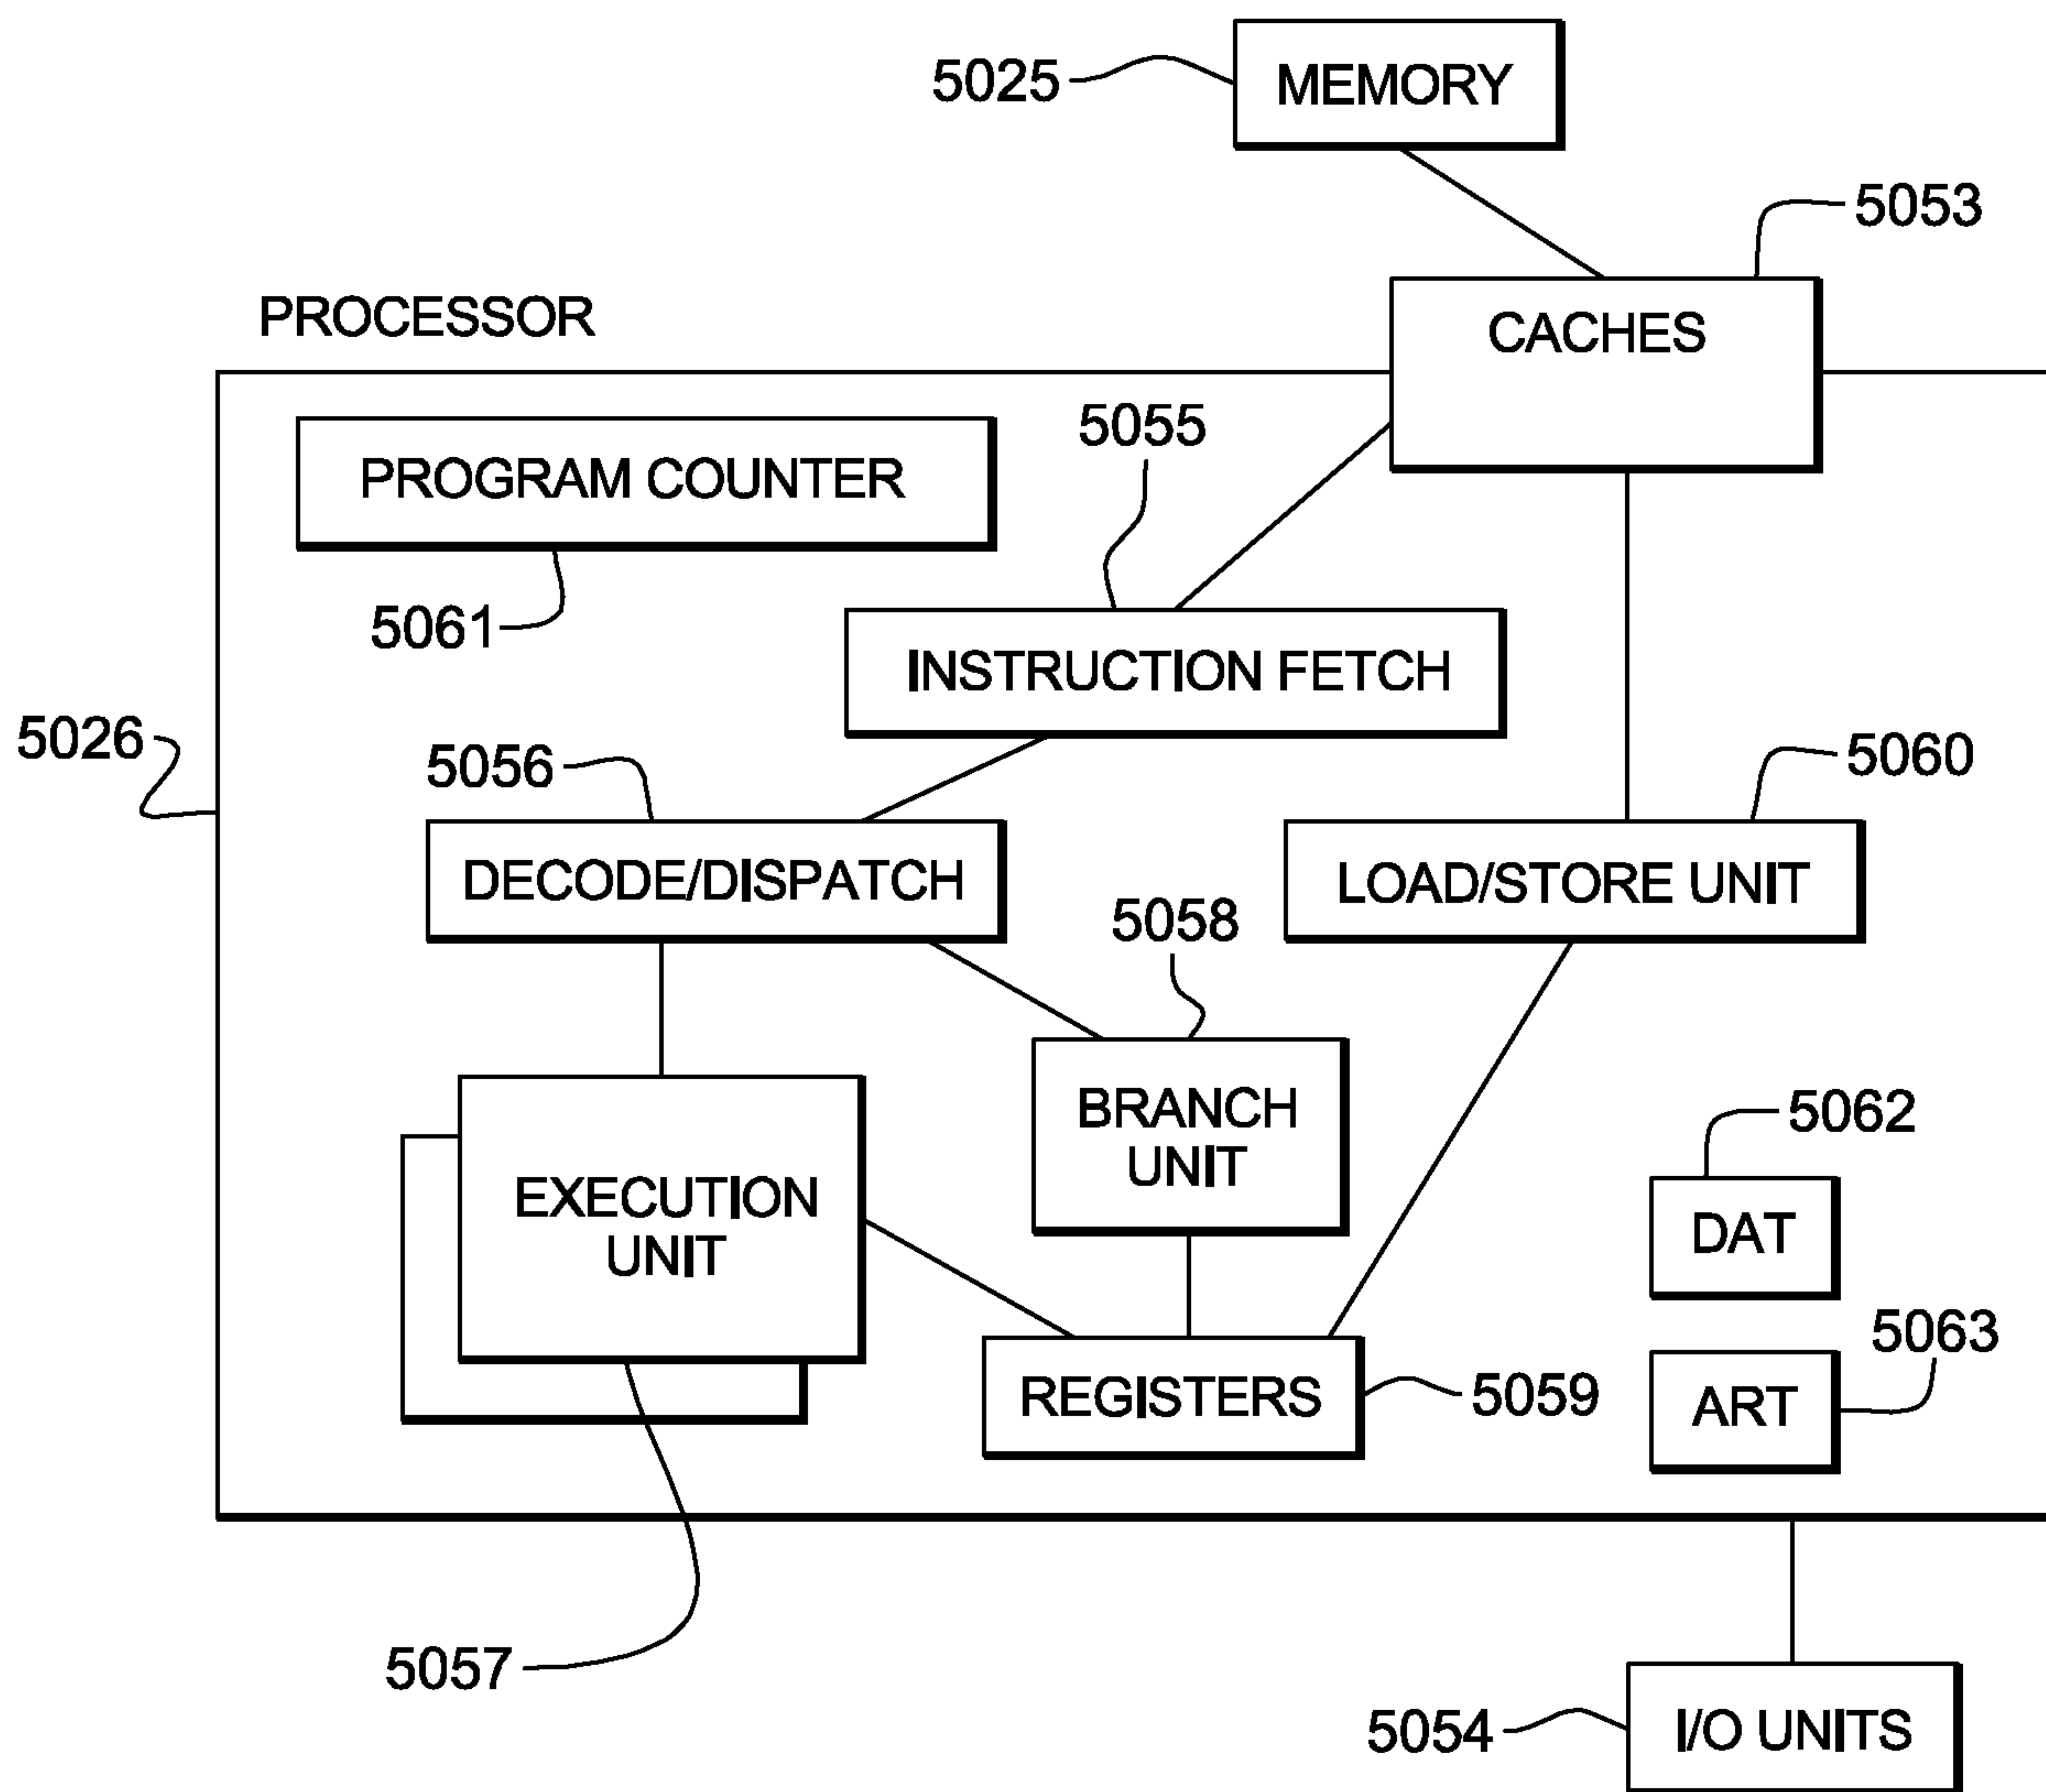 MEMORY
5025
5053
CACHES
PROCESSOR
5055
PROGRAM COUNTER
5061
INSTRUCTION FETCH
5026
5056
5060
DECODE/DISPATCH
LOAD/STORE UNIT
5058
BRANCH
UNIT
5062
EXECUTION
UNIT
DAT
5063
REGISTERS
5059
ART
5057
5054
I/O UNITS